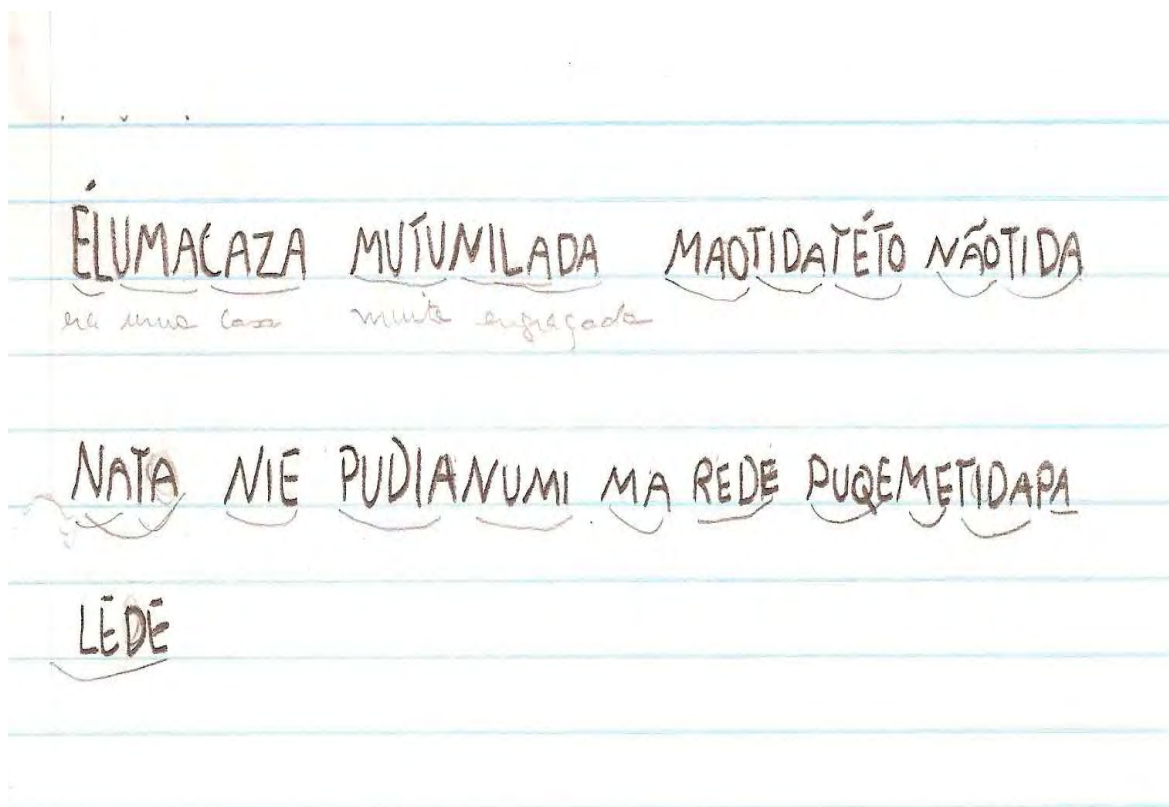 ÉLUMACAZA MUTUNILADA MAOTIDATÉTO NÃOTIDA
era uma casa muito engraçada
NATA NIE PUDIANUMI MA REDE PUQEMETIDAPA
LEDE